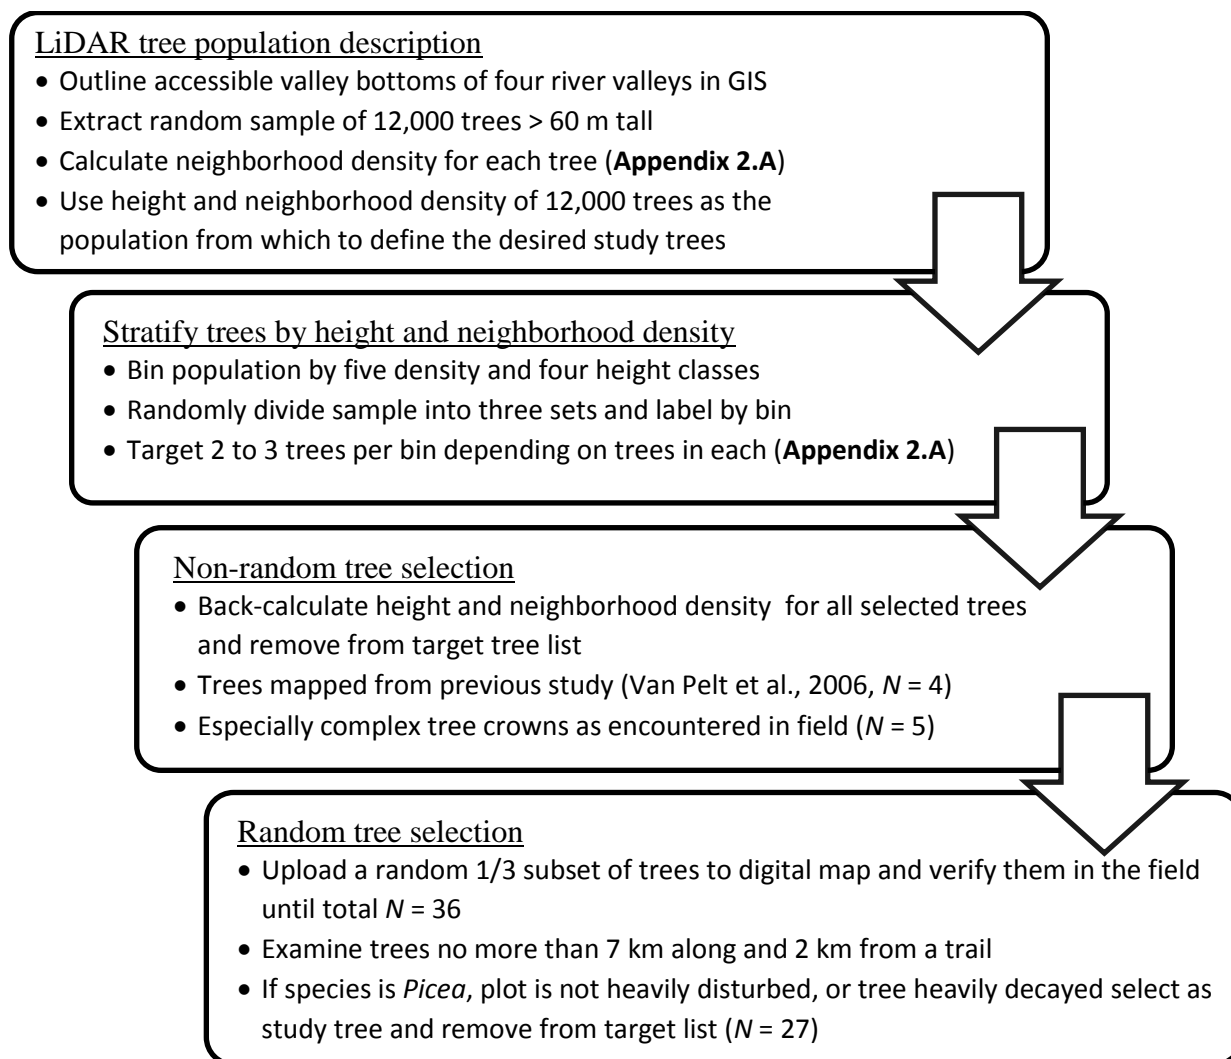 LiDAR tree population description
• Outline accessible valley bottoms of four river valleys in GIS
• Extract random sample of 12,000 trees > 60 m tall
• Calculate neighborhood density for each tree (Appendix 2.A)
• Use height and neighborhood density of 12,000 trees as the
population from which to define the desired study trees
Stratify trees by height and neighborhood density
• Bin population by five density and four height classes
• Randomly divide sample into three sets and label by bin
• Target 2 to 3 trees per bin depending on trees in each (Appendix 2.A)
Non-random tree selection
• Back-calculate height and neighborhood density for all selected trees
and remove from target tree list
• Trees mapped from previous study (Van Pelt et al., 2006, N = 4)
• Especially complex tree crowns as encountered in field (N = 5)
Random tree selection
• Upload a random 1/3 subset of trees to digital map and verify them in the field
until total N = 36
• Examine trees no more than 7 km along and 2 km from a trail
• If species is Picea, plot is not heavily disturbed, or tree heavily decayed select as
study tree and remove from target list (N = 27)